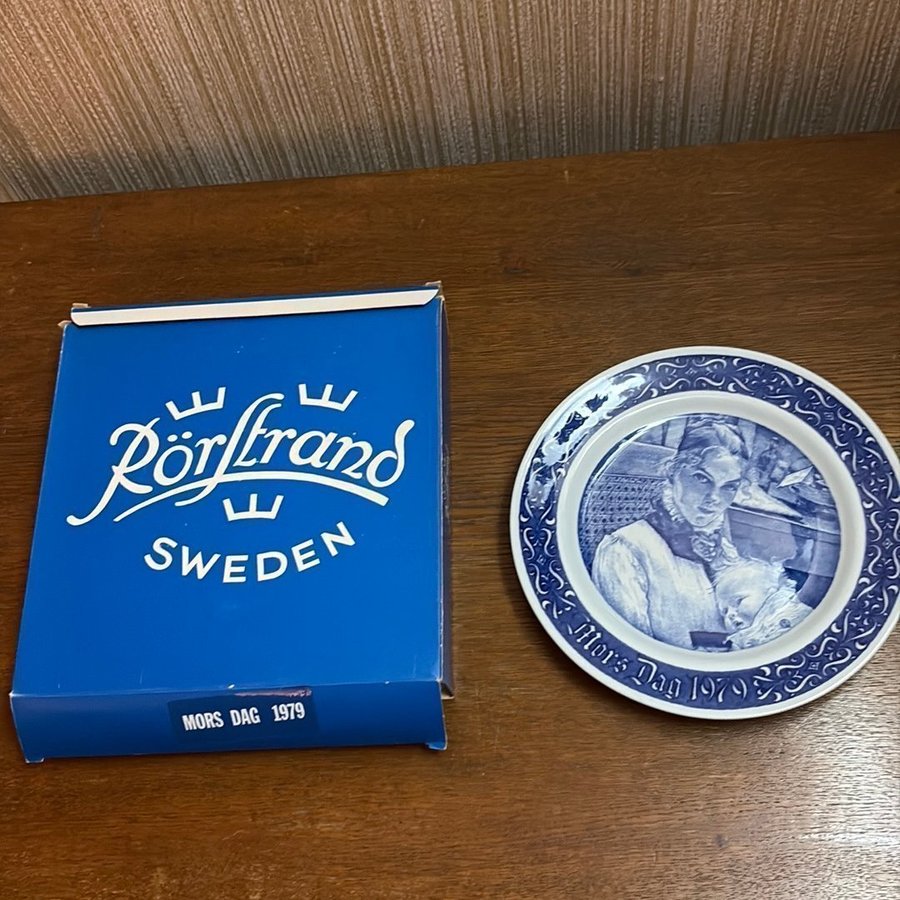 Rörstrand
SWEDEN
MORS DAG 1979
Mors Dag 1979